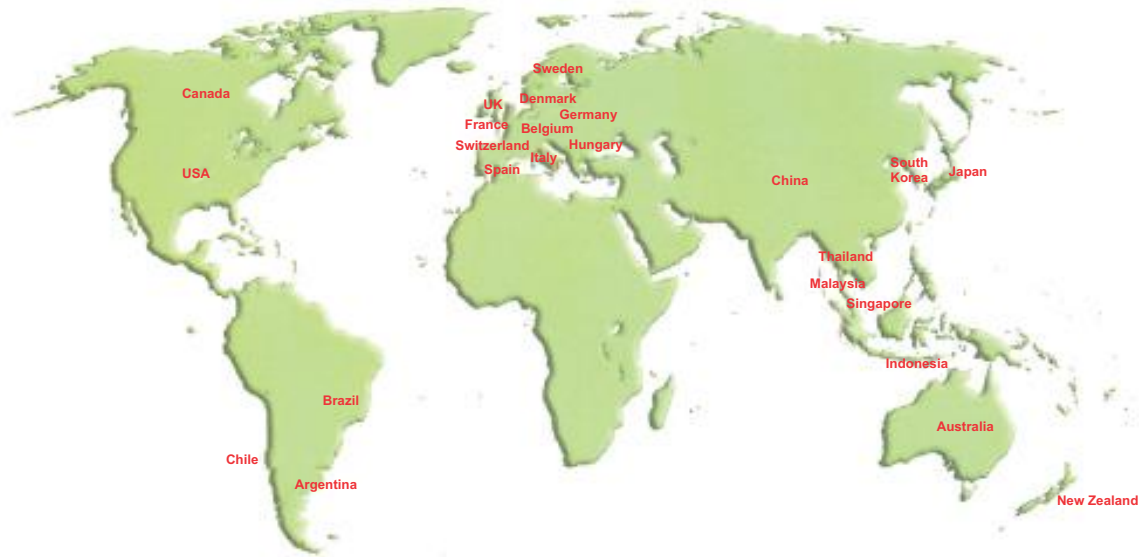 Sweden
Canada
Denmark
UK
Germany
France
Belgium
Switzerland
Hungary
Italy
South
Korea
Spain
USA
Japan
China
Thailand
Malaysia
Singapore
Indonesia
Brazil
Australia
Chile
Argentina
New Zealand